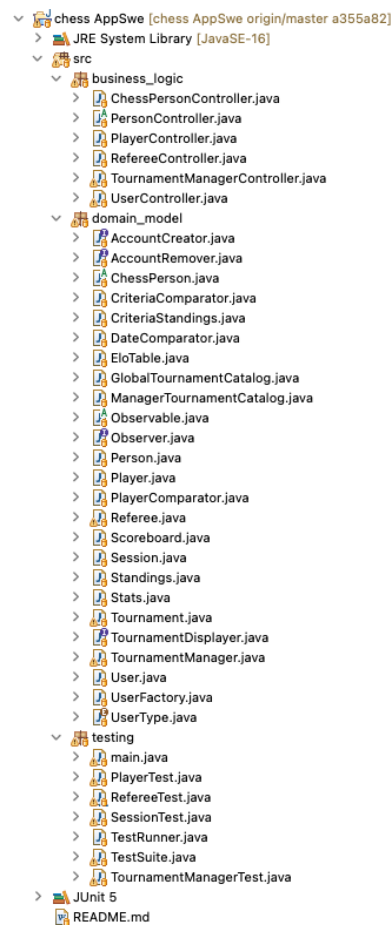 chess AppSwe [chess AppSwe origin/master a355a82]
JRE System Library [JavaSE-16]
src
business_logic
ChessPersonController.java
PersonController.java
PlayerController.java
RefereeController.java
TournamentManagerController.java
UserController.java
domain_model
AccountCreator.java
AccountRemover.java
ChessPerson.java
CriteriaComparator.java
CriteriaStandings.java
DateComparator.java
EloTable.java
GlobalTournamentCatalog.java
ManagerTournamentCatalog.java
Observable.java
Observer.java
Person.java
Player.java
PlayerComparator.java
Referee.java
Scoreboard.java
Session.java
Standings.java
Stats.java
Tournament.java
TournamentDisplayer.java
TournamentManager.java
User.java
UserFactory.java
UserType.java
testing
main.java
PlayerTest.java
RefereeTest.java
SessionTest.java
TestRunner.java
TestSuite.java
TournamentManagerTest.java
JUnit 5
README.md